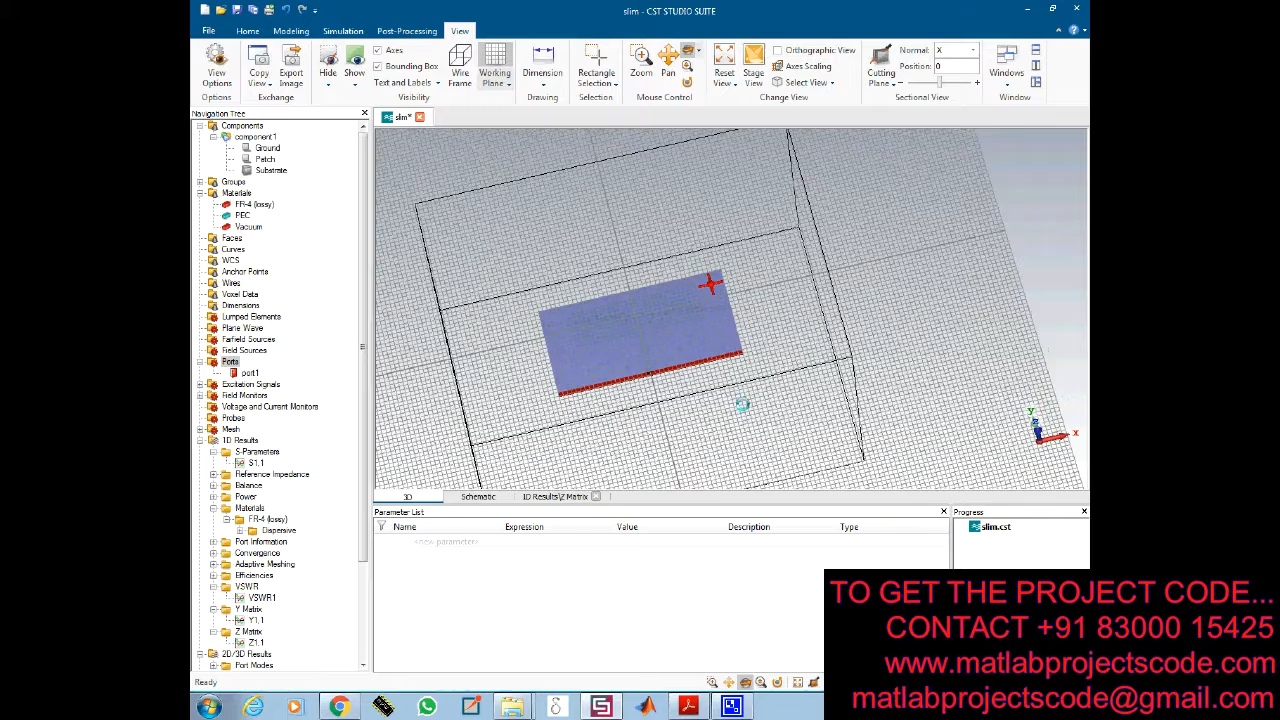 slim - CST STUDIO SUITE
File Home Modeling Simulation Post-Processing View
View Options
Options
Copy View
Export Image
Exchange
Hide
Show
Axes
Bounding Box
Text and Labels
Visibility
Wire Frame
Working Plane
Dimension
Drawing
Rectangle Selection
Selection
Zoom
Pan
Mouse Control
Reset View
Stage View
Orthographic View
Axes Scaling
Select View
Change View
Cutting Plane
Normal: X
Position: 0
Sectional View
Windows
Window
Navigation Tree
slim*
Components
component1
Ground
Patch
Substrate
Groups
Materials
FR-4 (lossy)
PEC
Vacuum
Faces
Curves
WCS
Anchor Points
Wires
Voxel Data
Dimensions
Lumped Elements
Plane Wave
Farfield Sources
Field Sources
Ports
port1
Excitation Signals
Field Monitors
Voltage and Current Monitors
Probes
Mesh
1D Results
S-Parameters
S1,1
Reference Impedance
Balance
Power
Materials
FR-4 (lossy)
Dispersive
Port Information
Convergence
Adaptive Meshing
Efficiencies
VSWR
VSWR1
Y Matrix
Y1,1
Z Matrix
Z1,1
2D/3D Results
Port Modes
y
x
3D Schematic 1D Results\Z Matrix
Parameter List
Name Expression Value Description Type
<new parameter>
Progress
slim.cst
Ready
TO GET THE PROJECT CODE...
CONTACT +91 83000 15425
www.matlabprojectscode.com
matlabprojectscode@gmail.com